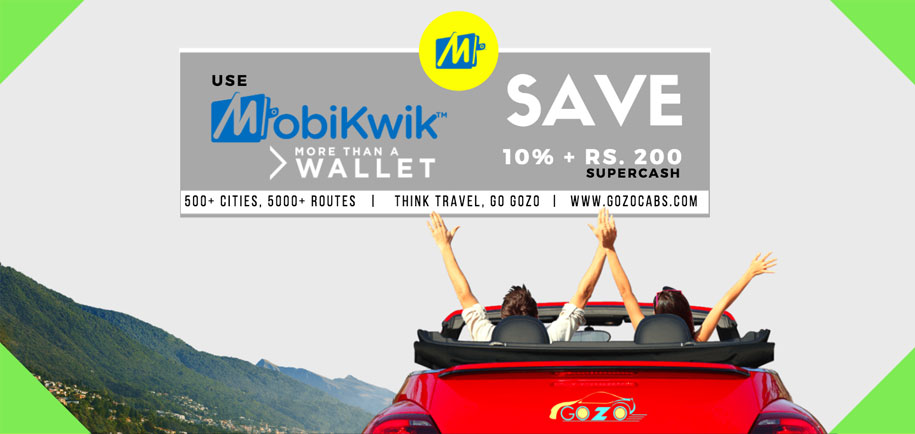 M
USE
MobiKwik™
MORE THAN A
WALLET
SAVE
10% + RS. 200
SUPERCASH
500+ CITIES, 5000+ ROUTES | THINK TRAVEL, GO GOZO | WWW.GOZOCABS.COM
GOZO